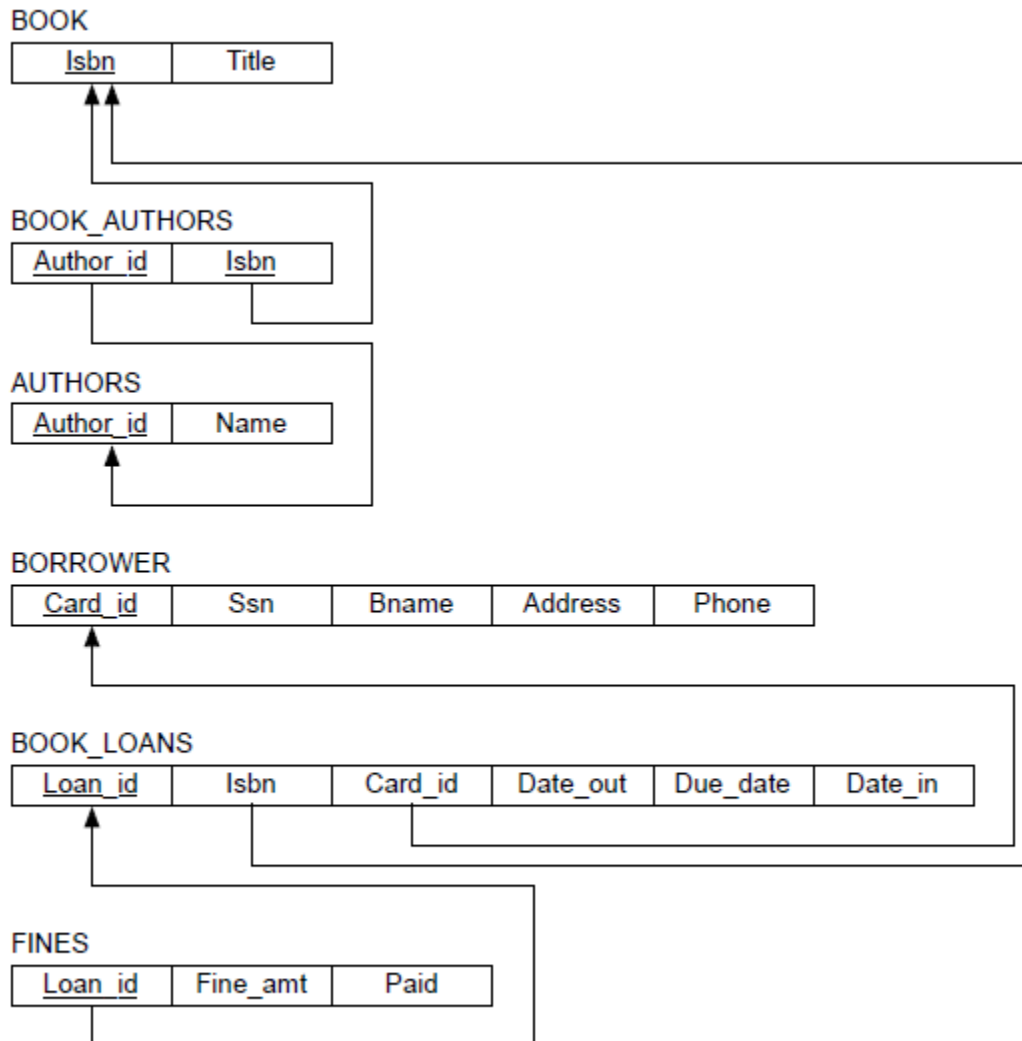 BOOK
Isbn Title
BOOK_AUTHORS
Author_id Isbn
AUTHORS
Author_id Name
BORROWER
Card_id Ssn Bname Address Phone
BOOK_LOANS
Loan_id Isbn Card_id Date_out Due_date Date_in
FINES
Loan_id Fine_amt Paid